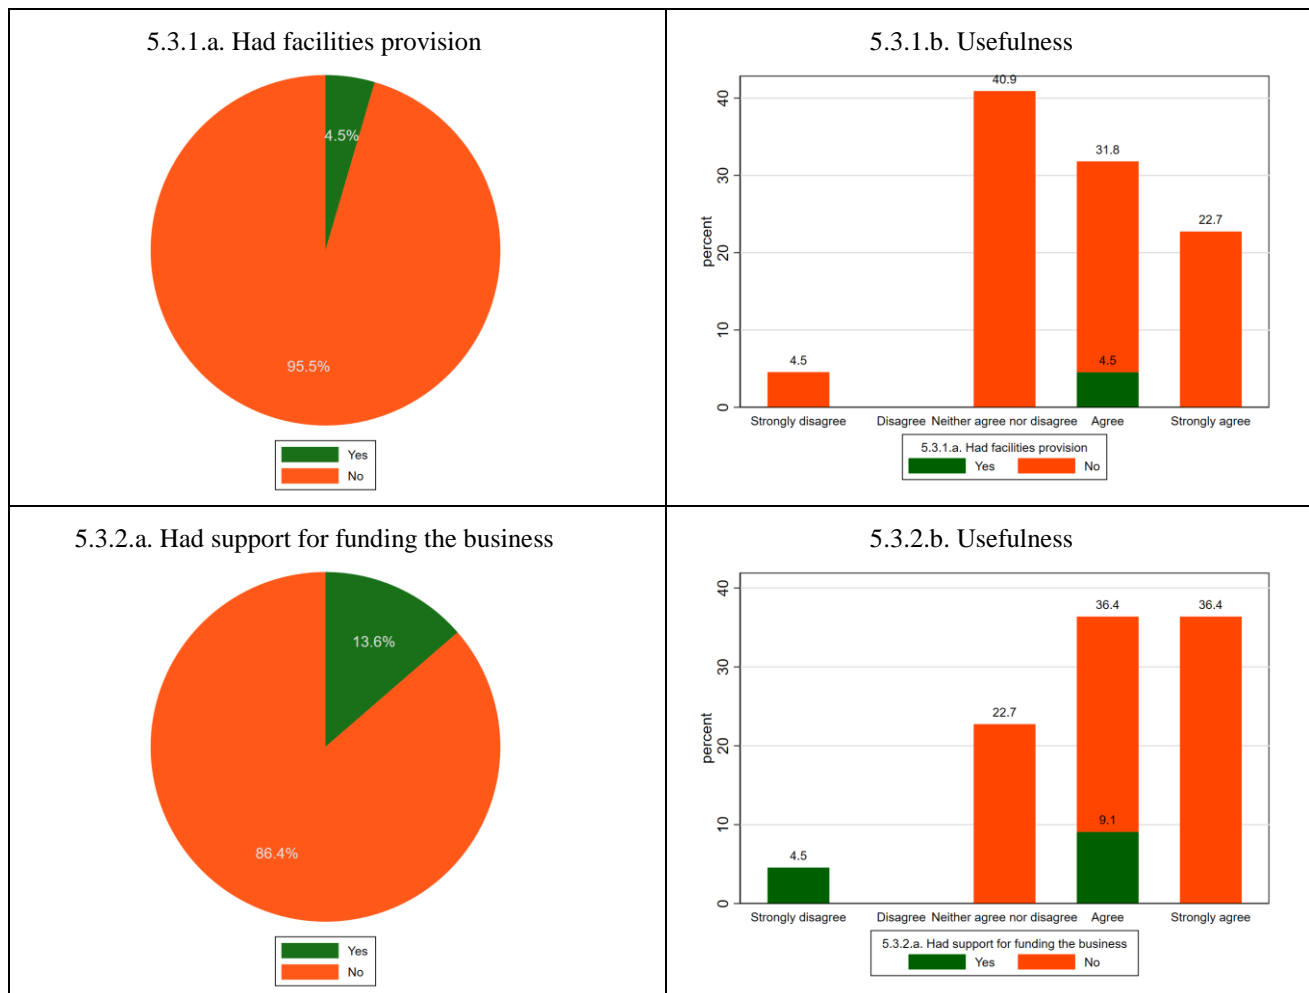 5.3.1.a. Had facilities provision
4.5%
95.5%
Yes
No
5.3.1.b. Usefulness
percent
40
30
20
10
0
4.5
40.9
31.8
4.5
22.7
Strongly disagree Disagree Neither agree nor disagree Agree Strongly agree
5.3.1.a. Had facilities provision
Yes No
5.3.2.a. Had support for funding the business
13.6%
86.4%
Yes
No
5.3.2.b. Usefulness
percent
40
30
20
10
0
4.5
22.7
36.4
9.1
36.4
Strongly disagree Disagree Neither agree nor disagree Agree Strongly agree
5.3.2.a. Had support for funding the business
Yes No